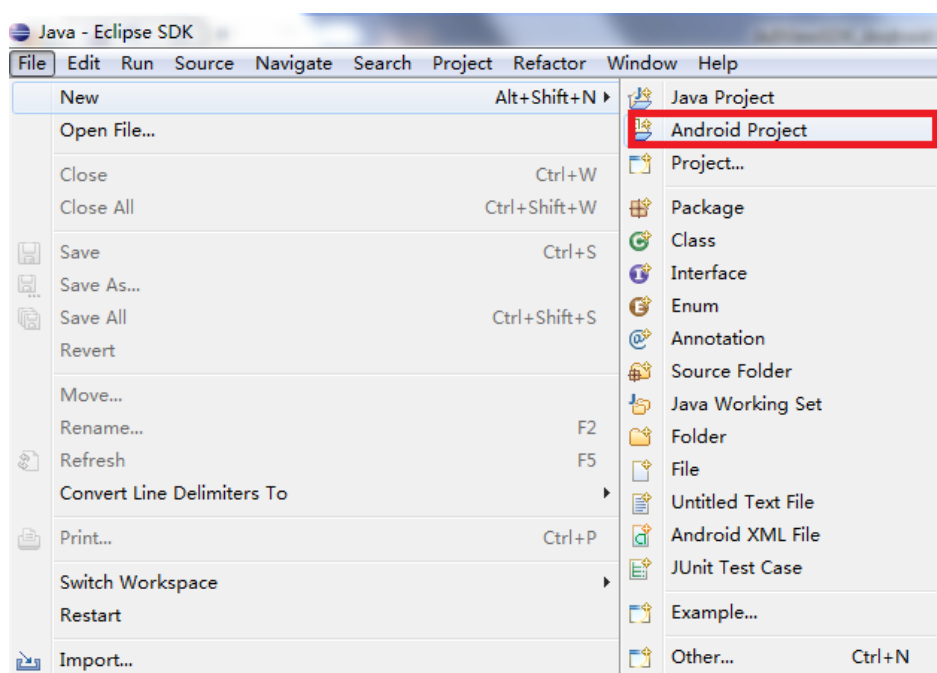 Java - Eclipse SDK
File Edit Run Source Navigate Search Project Refactor Window Help
New Alt+Shift+N
Open File...
Close Ctrl+W
Close All Ctrl+Shift+W
Save Ctrl+S
Save As...
Save All Ctrl+Shift+S
Revert
Move...
Rename... F2
Refresh F5
Convert Line Delimiters To
Print... Ctrl+P
Switch Workspace
Restart
Import...
Java Project
Android Project
Project...
Package
Class
Interface
Enum
Annotation
Source Folder
Java Working Set
Folder
File
Untitled Text File
Android XML File
JUnit Test Case
Example...
Other... Ctrl+N